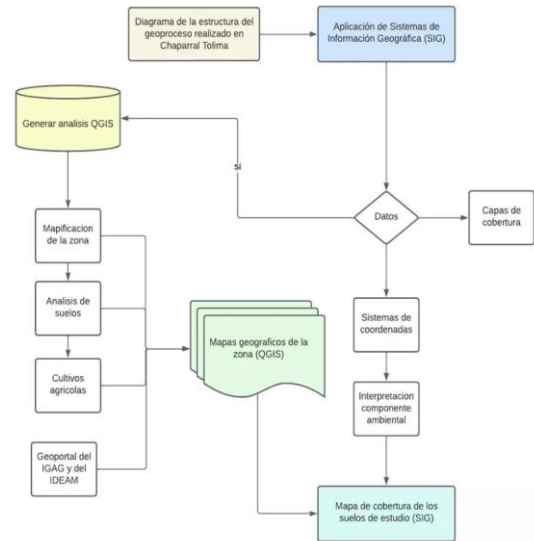 Diagrama de la estructura del
geoproceso realizado en
Chaparral Tolima
Aplicación de Sistemas de
Información Geográfica (SIG)
Generar analisis QGIS
sí
Datos
Capas de
cobertura
Mapificacion
de la zona
Analisis de
suelos
Cultivos
agricolas
Geoportal del
IGAG y del
IDEAM
Mapas geograficos de la
zona (QGIS)
Sistemas de
coordenadas
Interpretacion
componente
ambiental
Mapa de cobertura de los
suelos de estudio (SIG)